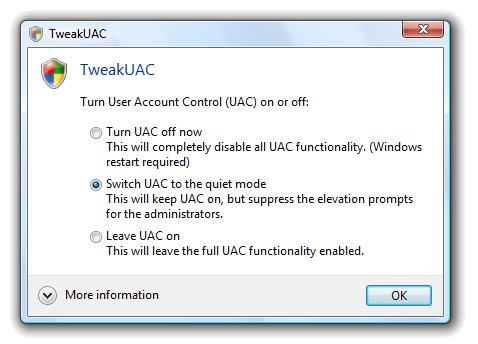 TweakUAC
TweakUAC
Turn User Account Control (UAC) on or off:
Turn UAC off now
This will completely disable all UAC functionality. (Windows
restart required)
Switch UAC to the quiet mode
This will keep UAC on, but suppress the elevation prompts
for the administrators.
Leave UAC on
This will leave the full UAC functionality enabled.
More information
OK